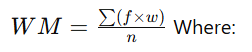 WM = ∑(f×w)/n Where: